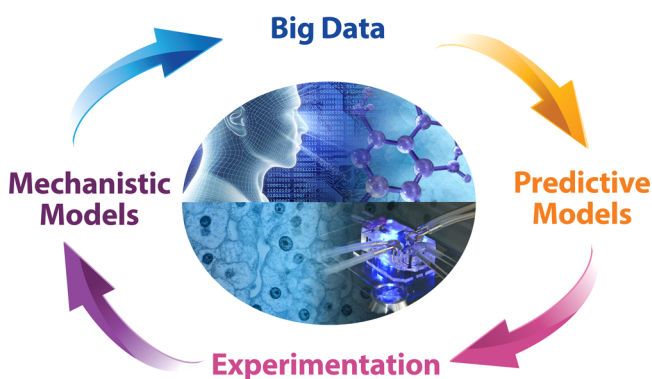 Big Data
Predictive
Models
Experimentation
Mechanistic
Models